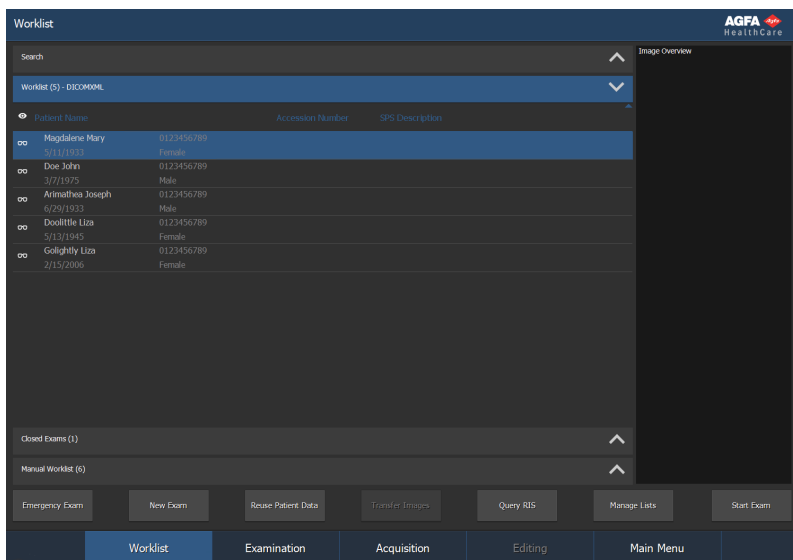 Worklist
AGFA Agfa
HealthCare
Search
Image Overview
Worklist (5) - DICOMXML
Patient Name Accession Number SPS Description
Magdalene Mary 0123456789
5/11/1933 Female
Doe John 0123456789
3/7/1975 Male
Arimathea Joseph 0123456789
6/29/1933 Male
Doolittle Liza 0123456789
5/13/1945 Female
Golightly Liza 0123456789
2/15/2006 Female
Closed Exams (1)
Manual Worklist (6)
Emergency Exam New Exam Reuse Patient Data Transfer Images Query RIS Manage Lists Start Exam
Worklist Examination Acquisition Editing Main Menu